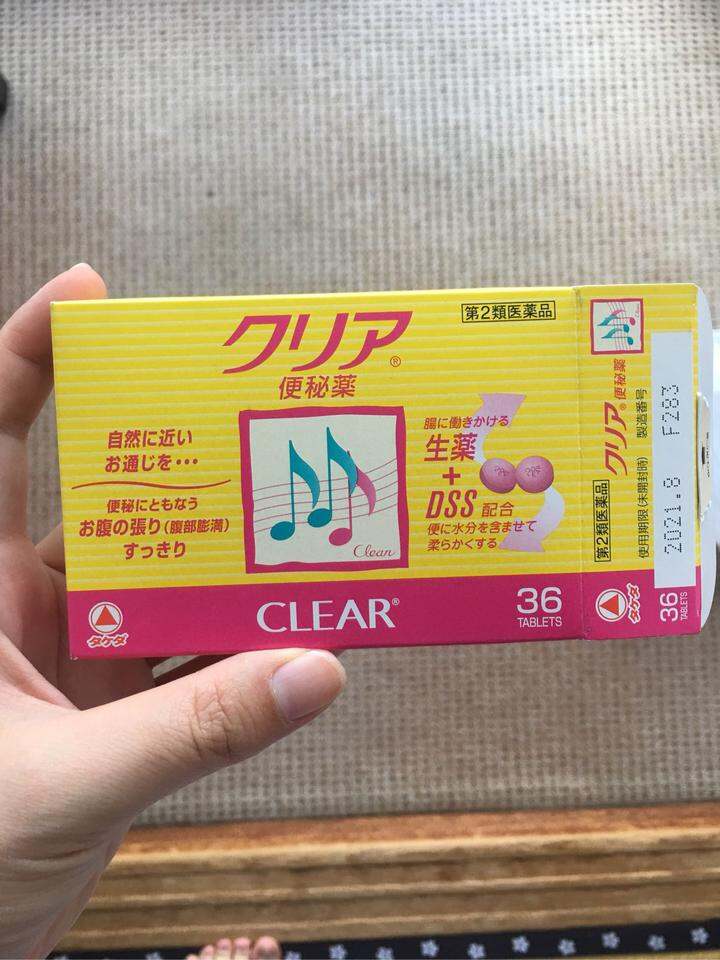 第2類医薬品
クリア®
便秘薬
自然に近い
お通じを…
便秘にともなう
お腹の張り（腹部膨満）
すっきり
Clean
腸に働きかける
生薬
+
DSS 配合
便に水分を含ませて
柔らかくする
タケダ
CLEAR®
36
TABLETS
クリア®便秘薬
第2類医薬品
製造番号 F283
使用期限（未開封時） 2021.8
タケダ
36
TABLETS